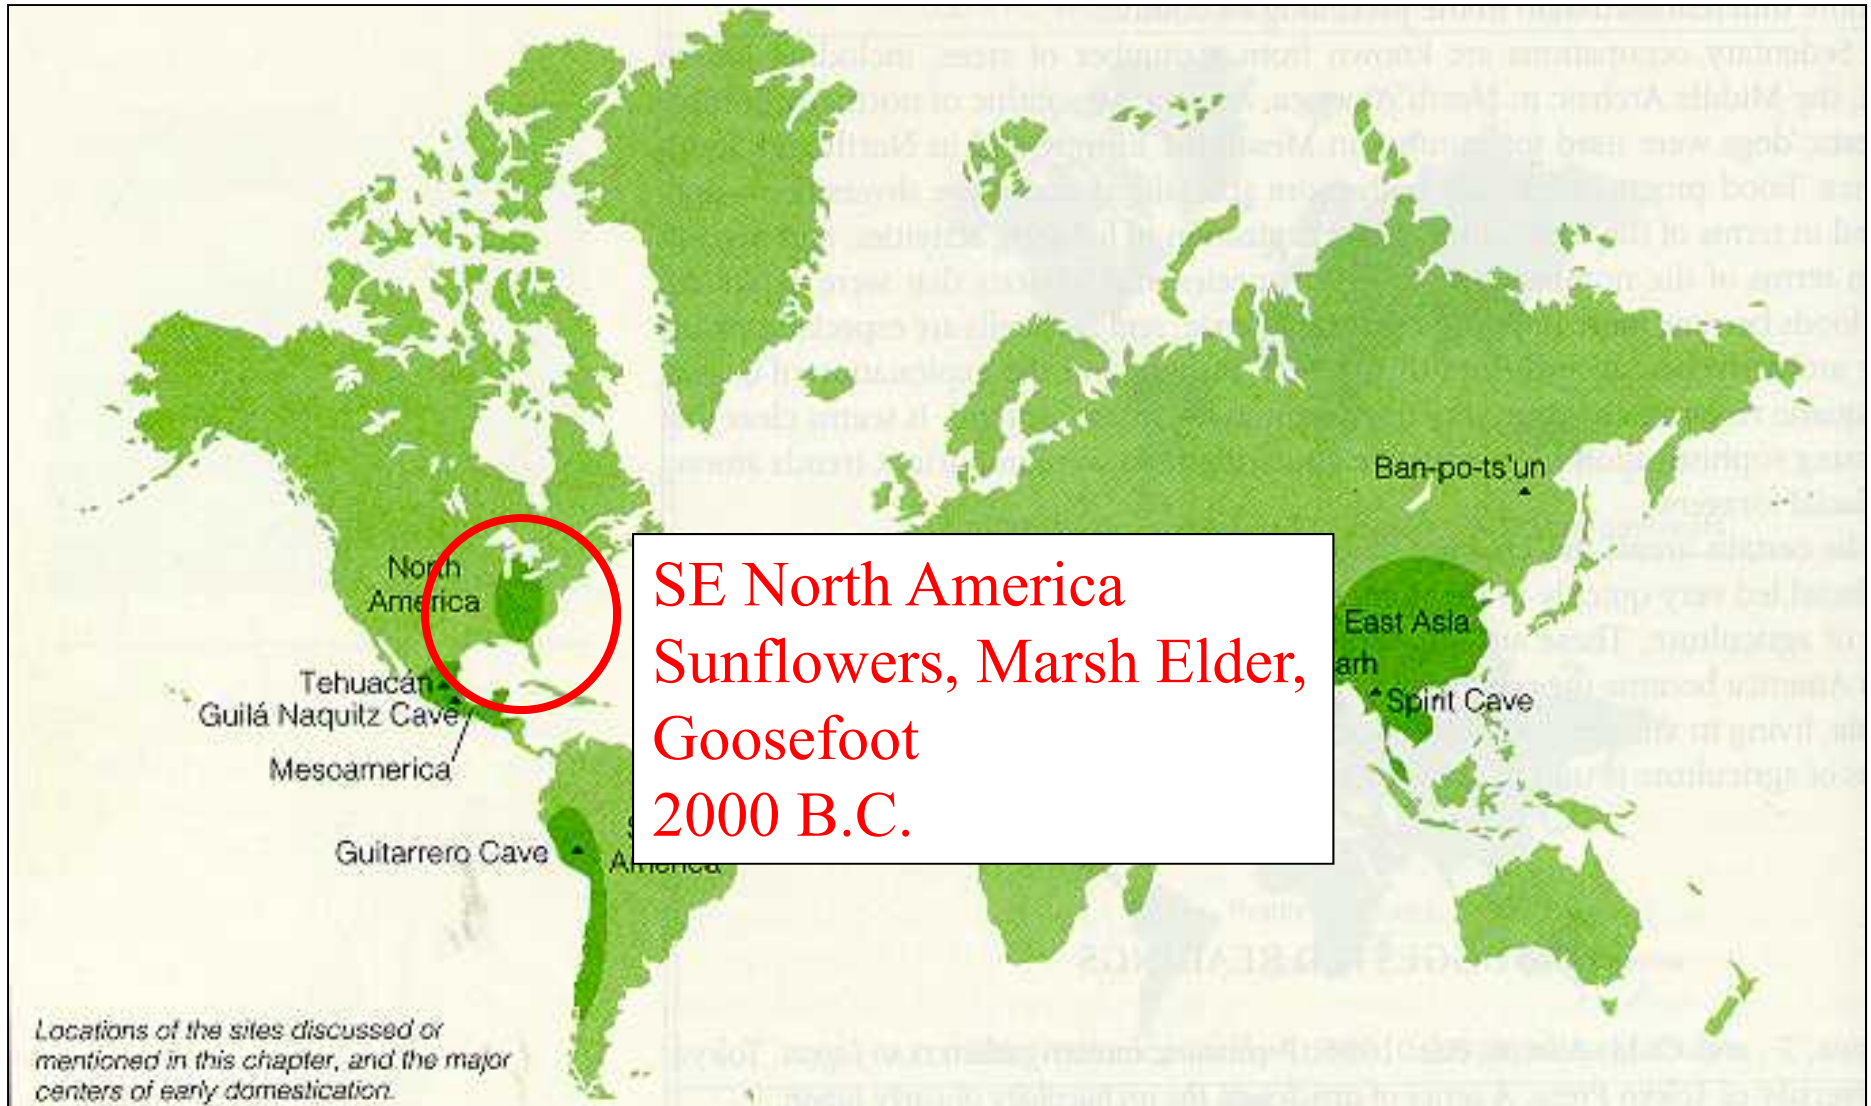 Ban-po-ts'un
North
America
SE North America
Sunflowers, Marsh Elder,
Goosefoot
2000 B.C.
East Asia
arh
Spirit Cave
Tehuacán
Guilá Naquitz Cave
Mesoamerica
Guitarrero Cave
America
Locations of the sites discussed or
mentioned in this chapter, and the major
centers of early domestication.